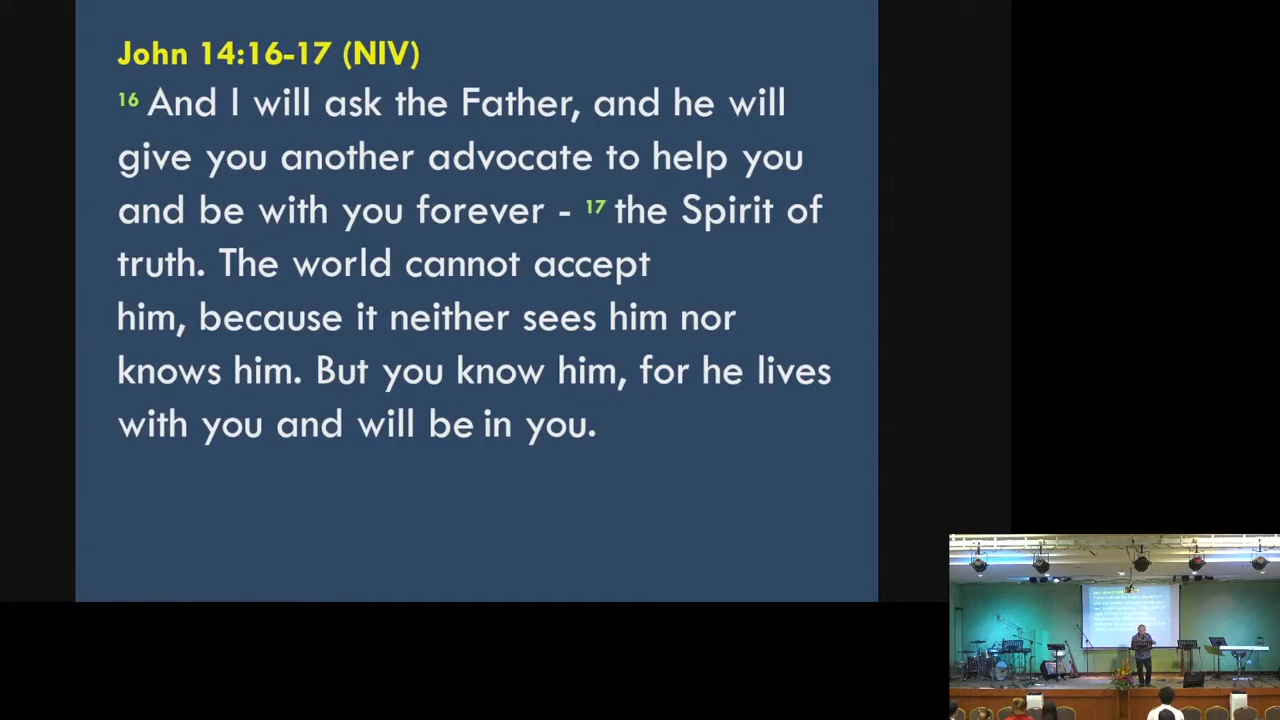 John 14:16-17 (NIV)
16 And I will ask the Father, and he will
give you another advocate to help you
and be with you forever - 17 the Spirit of
truth. The world cannot accept
him, because it neither sees him nor
knows him. But you know him, for he lives
with you and will be in you.